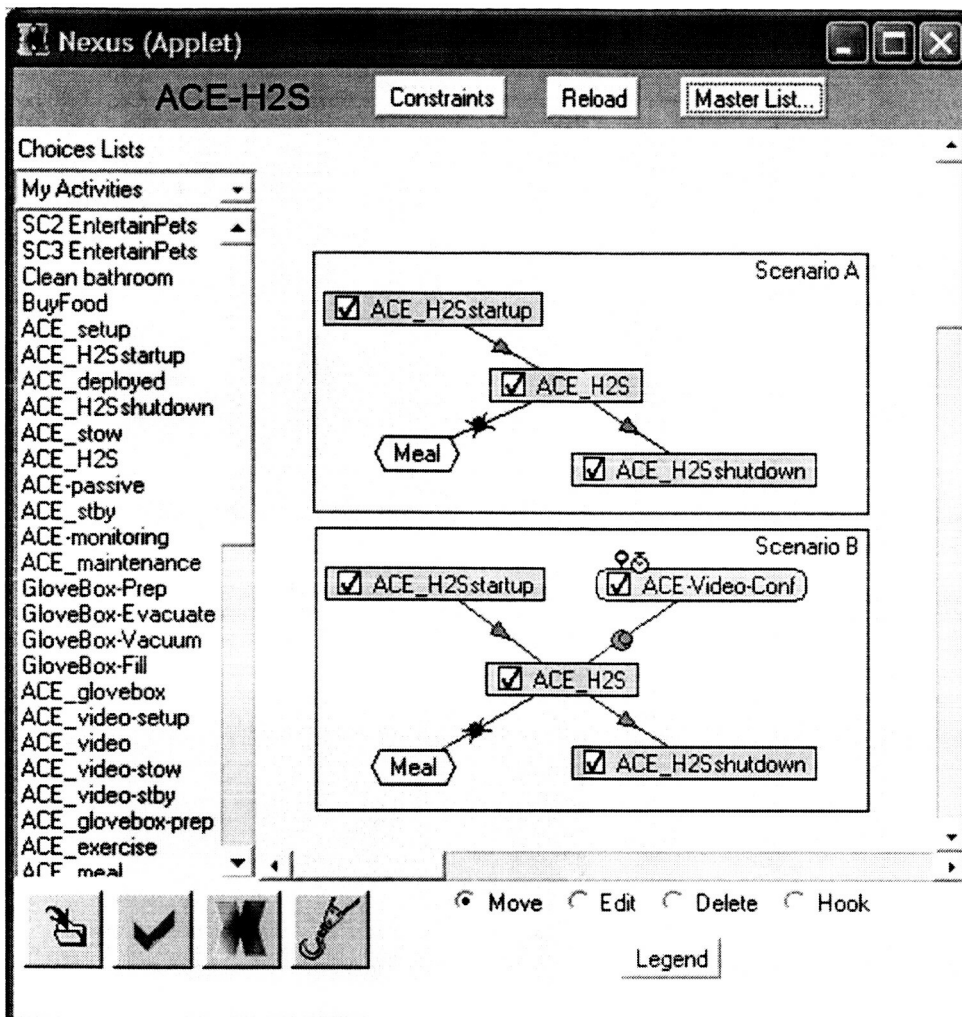 Nexus (Applet)
ACE-H2S
Constraints
Reload
Master List...
Choices Lists
My Activities
SC2 EntertainPets
SC3 EntertainPets
Clean bathroom
BuyFood
ACE_setup
ACE_H2Sstartup
ACE_deployed
ACE_H2Sshutdown
ACE_stow
ACE_H2S
ACE-passive
ACE_stby
ACE-monitoring
ACE_maintenance
GloveBox-Prep
GloveBox-Evacuate
GloveBox-Vacuum
GloveBox-Fill
ACE_glovebox
ACE_video-setup
ACE_video
ACE_video-stow
ACE_video-stby
ACE_glovebox-prep
ACE_exercise
ACE_meal
Scenario A
ACE_H2Sstartup
ACE_H2S
Meal
ACE_H2Sshutdown
Scenario B
ACE_H2Sstartup
ACE-Video-Conf
ACE_H2S
Meal
ACE_H2Sshutdown
Move
Edit
Delete
Hook
Legend